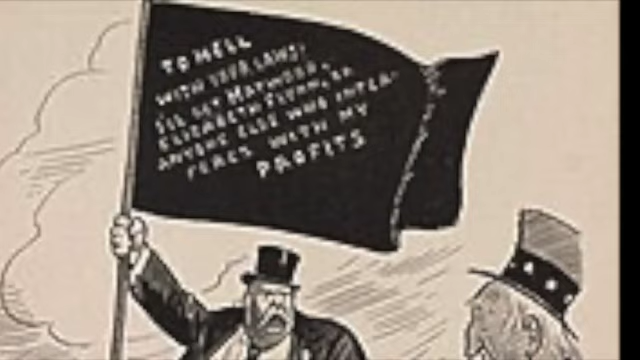 TO HELL
WITH YOUR LAWS!
I'LL GET HAYWOOD,
ELIZABETH FLYNN, OR
ANYONE ELSE WHO INTER-
FERES WITH MY
PROFITS